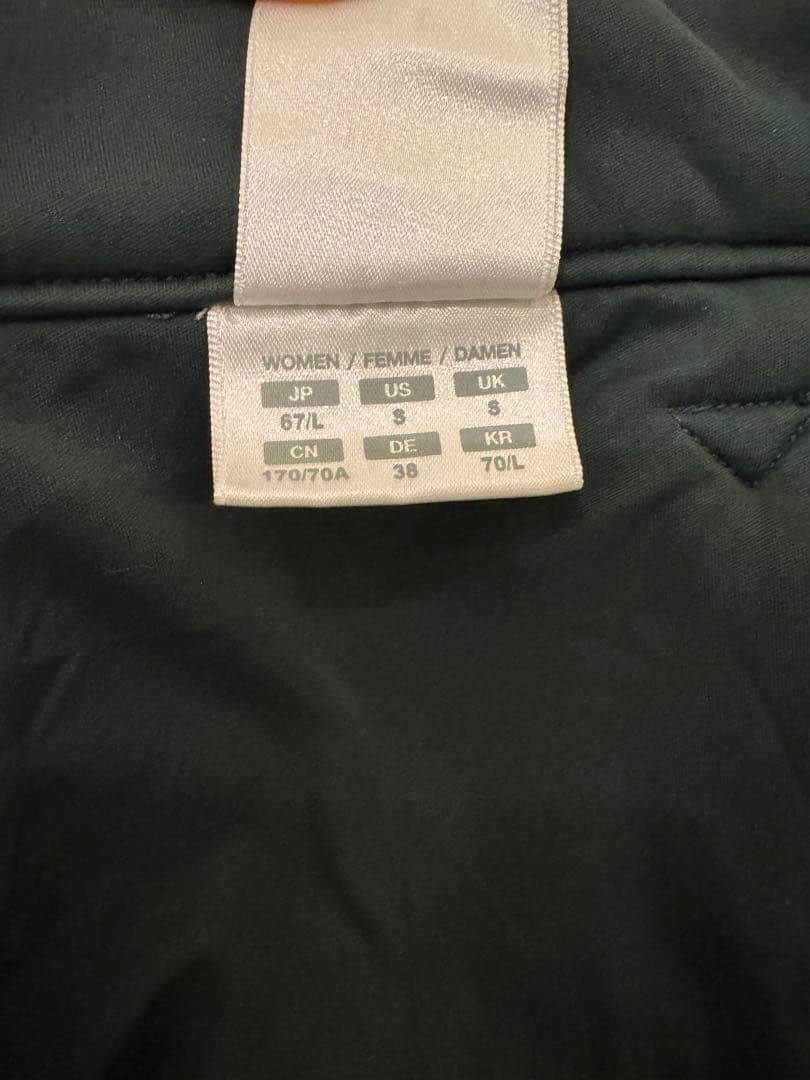 WOMEN / FEMME / DAMEN
JP US UK
67/L S S
CN DE KR
170/70A 38 70/L